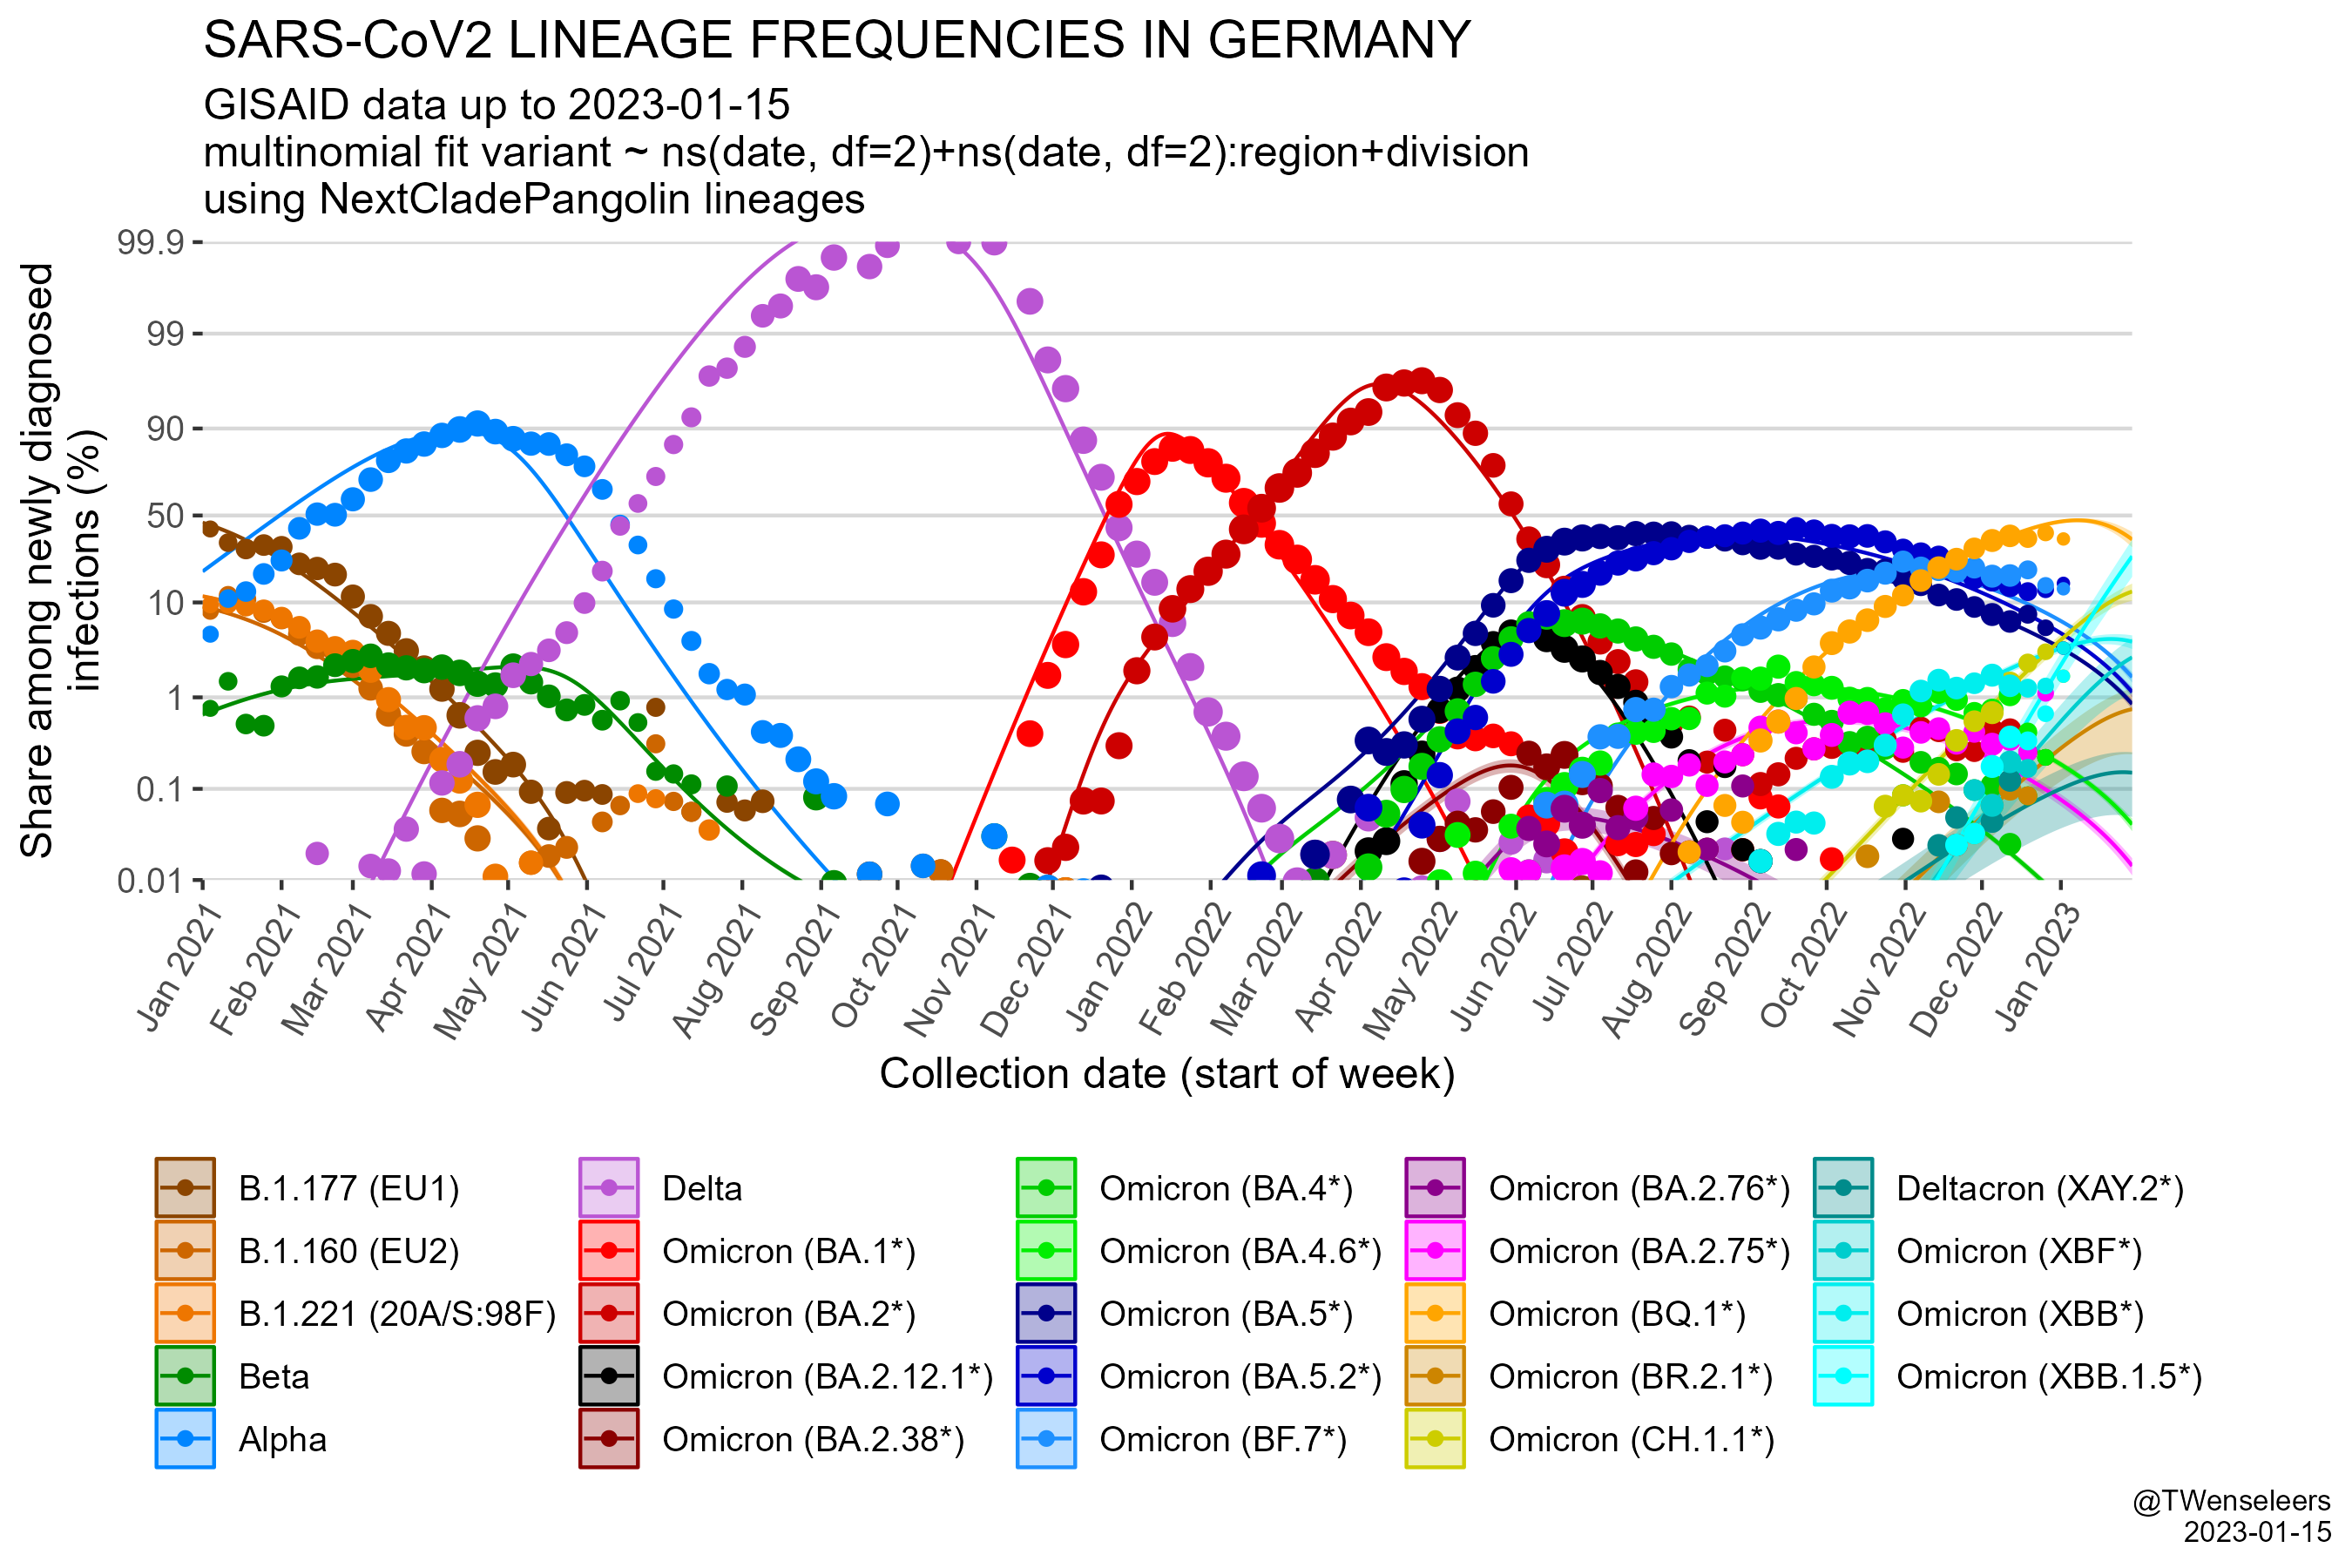 SARS-CoV2 LINEAGE FREQUENCIES IN GERMANY
GISAID data up to 2023-01-15
multinomial fit variant ~ ns(date, df=2)+ns(date, df=2):region+division
using NextCladePangolin lineages
Share among newly diagnosed
infections (%)
99.9
99
90
50
10
1
0.1
0.01
Jan 2021
Feb 2021
Mar 2021
Apr 2021
May 2021
Jun 2021
Jul 2021
Aug 2021
Sep 2021
Oct 2021
Nov 2021
Dec 2021
Jan 2022
Feb 2022
Mar 2022
Apr 2022
May 2022
Jun 2022
Jul 2022
Aug 2022
Sep 2022
Oct 2022
Nov 2022
Dec 2022
Jan 2023
Collection date (start of week)
B.1.177 (EU1)
B.1.160 (EU2)
B.1.221 (20A/S:98F)
Beta
Alpha
Delta
Omicron (BA.1*)
Omicron (BA.2*)
Omicron (BA.2.12.1*)
Omicron (BA.2.38*)
Omicron (BA.4*)
Omicron (BA.4.6*)
Omicron (BA.5*)
Omicron (BA.5.2*)
Omicron (BF.7*)
Omicron (BA.2.76*)
Omicron (BA.2.75*)
Omicron (BQ.1*)
Omicron (BR.2.1*)
Omicron (CH.1.1*)
Deltacron (XAY.2*)
Omicron (XBF*)
Omicron (XBB*)
Omicron (XBB.1.5*)
@TWenseleers
2023-01-15